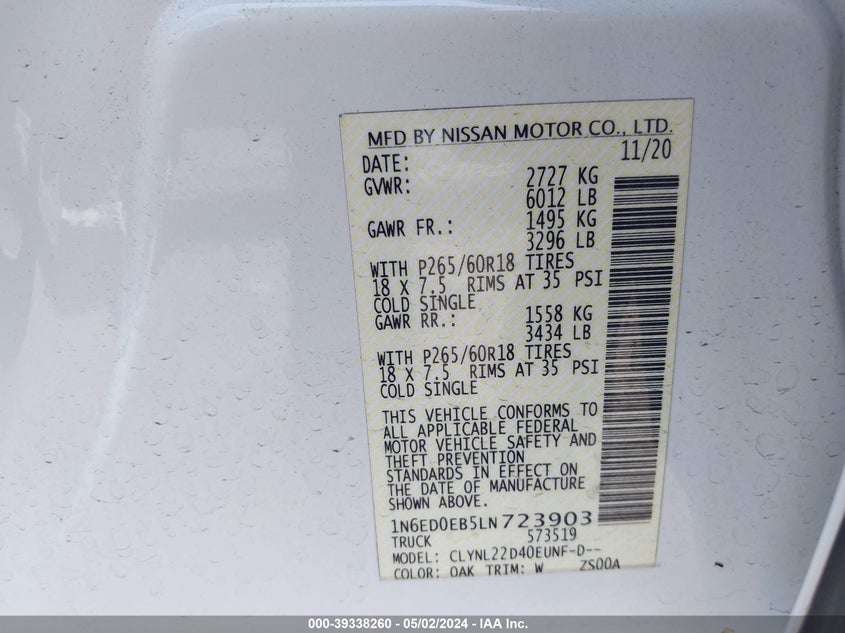 MFD BY NISSAN MOTOR CO., LTD.
DATE: 11/20
GVWR: 2727 KG
6012 LB
GAWR FR.: 1495 KG
3296 LB
WITH P265/60R18 TIRES
18 X 7.5 RIMS AT 35 PSI
COLD SINGLE
GAWR RR.: 1558 KG
3434 LB
WITH P265/60R18 TIRES
18 X 7.5 RIMS AT 35 PSI
COLD SINGLE
THIS VEHICLE CONFORMS TO
ALL APPLICABLE FEDERAL
MOTOR VEHICLE SAFETY AND
THEFT PREVENTION
STANDARDS IN EFFECT ON
THE DATE OF MANUFACTURE
SHOWN ABOVE.
1N6ED0EB5LN723903
TRUCK 573519
MODEL: CLYNL22D40EUNF-D--
COLOR: QAK TRIM: W ZS00A
000-39338260 - 05/02/2024 - IAA Inc.